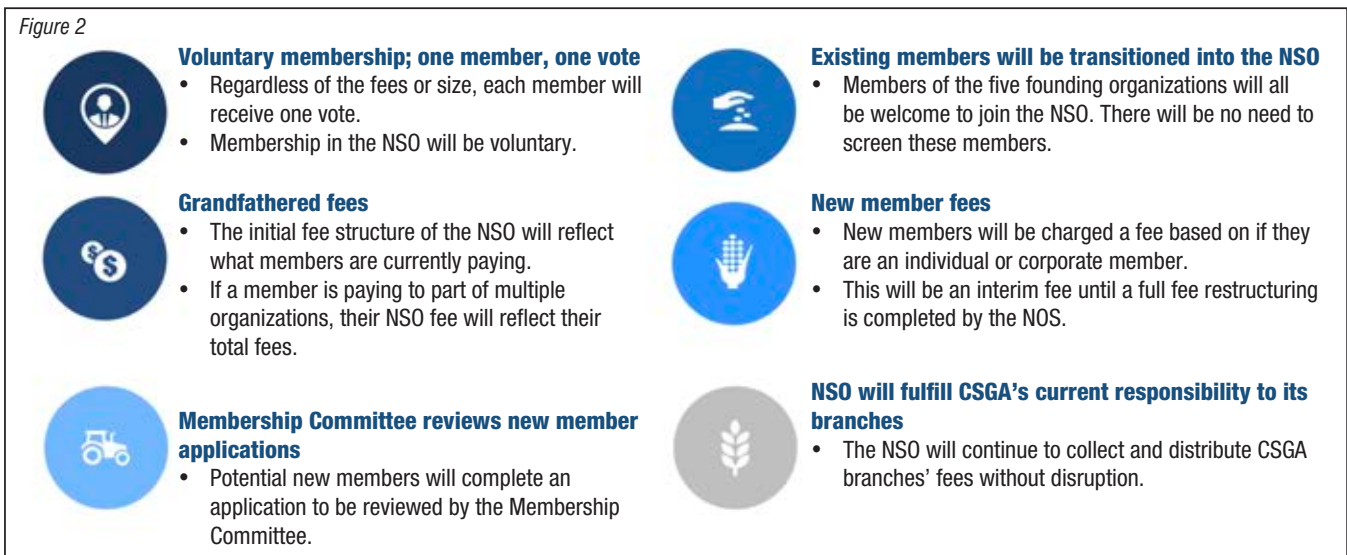 Figure 2
Voluntary membership; one member, one vote
• Regardless of the fees or size, each member will
receive one vote.
• Membership in the NSO will be voluntary.
Grandfathered fees
• The initial fee structure of the NSO will reflect
what members are currently paying.
• If a member is paying to part of multiple
organizations, their NSO fee will reflect their
total fees.
Membership Committee reviews new member
applications
• Potential new members will complete an
application to be reviewed by the Membership
Committee.
Existing members will be transitioned into the NSO
• Members of the five founding organizations will all
be welcome to join the NSO. There will be no need to
screen these members.
New member fees
• New members will be charged a fee based on if they
are an individual or corporate member.
• This will be an interim fee until a full fee restructuring
is completed by the NOS.
NSO will fulfill CSGA's current responsibility to its
branches
• The NSO will continue to collect and distribute CSGA
branches' fees without disruption.